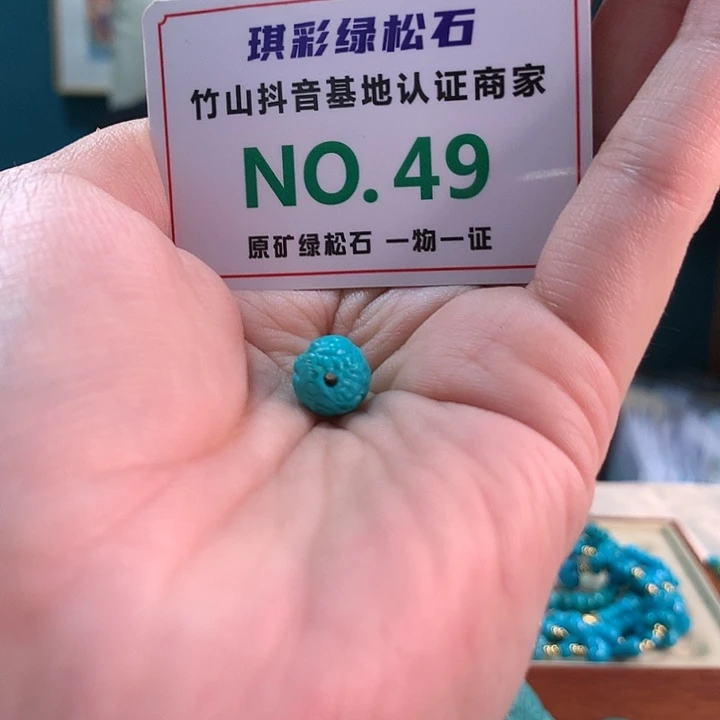 琪彩绿松石
竹山抖音基地认证商家
NO. 49
原矿绿松石 一物一证